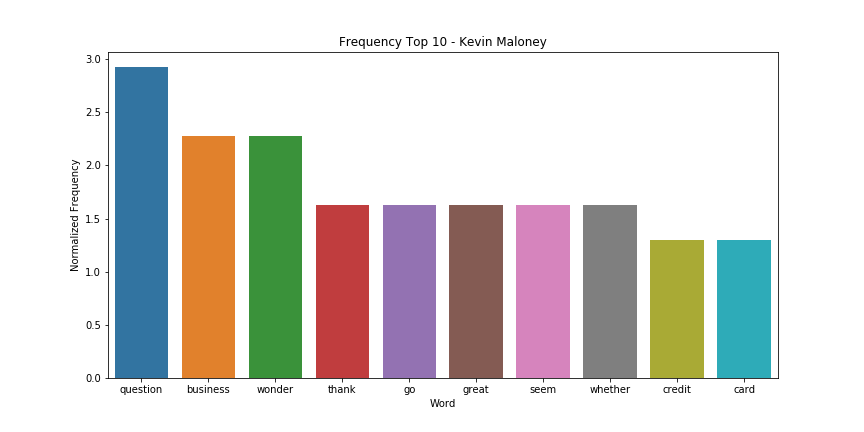 Frequency Top 10 - Kevin Maloney
3.0
2.5
2.0
1.5
1.0
0.5
0.0
Normalized Frequency
question business wonder thank go great seem whether credit card
Word